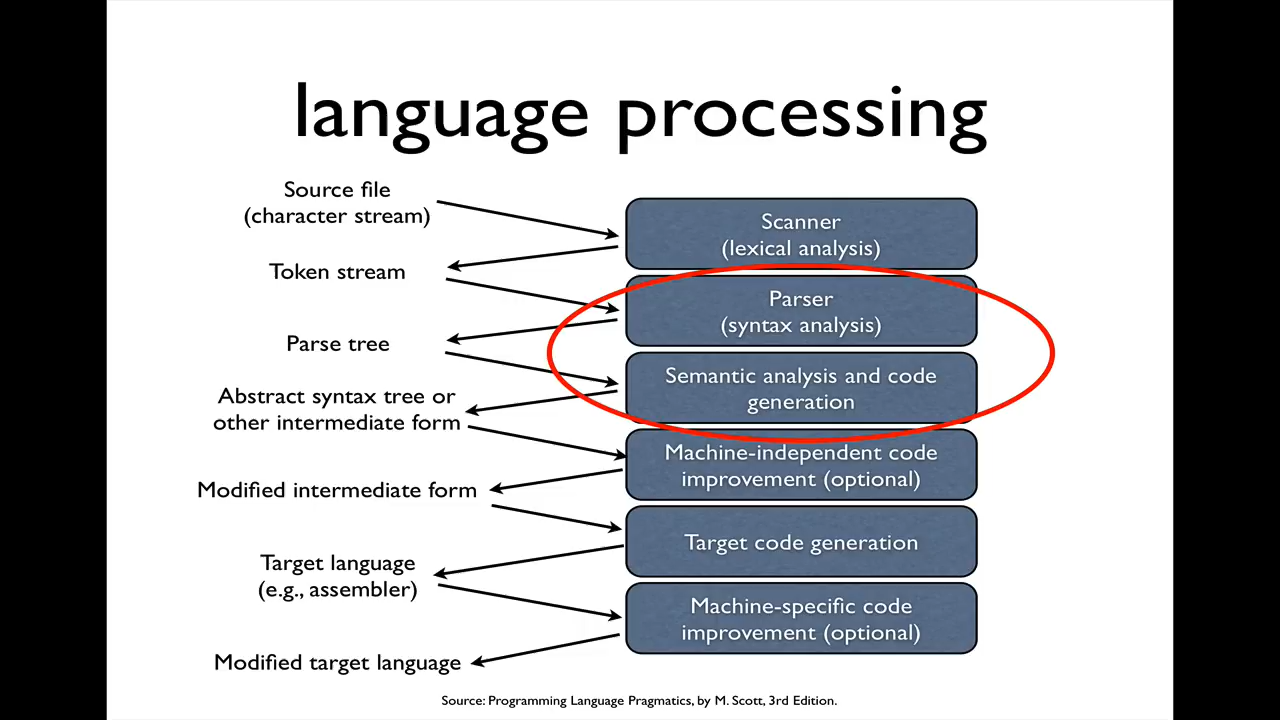 language processing
Source file
(character stream)
Scanner
(lexical analysis)
Token stream
Parser
(syntax analysis)
Parse tree
Semantic analysis and code
generation
Abstract syntax tree or
other intermediate form
Machine-independent code
improvement (optional)
Modified intermediate form
Target code generation
Target language
(e.g., assembler)
Machine-specific code
improvement (optional)
Modified target language
Source: Programming Language Pragmatics, by M. Scott, 3rd Edition.